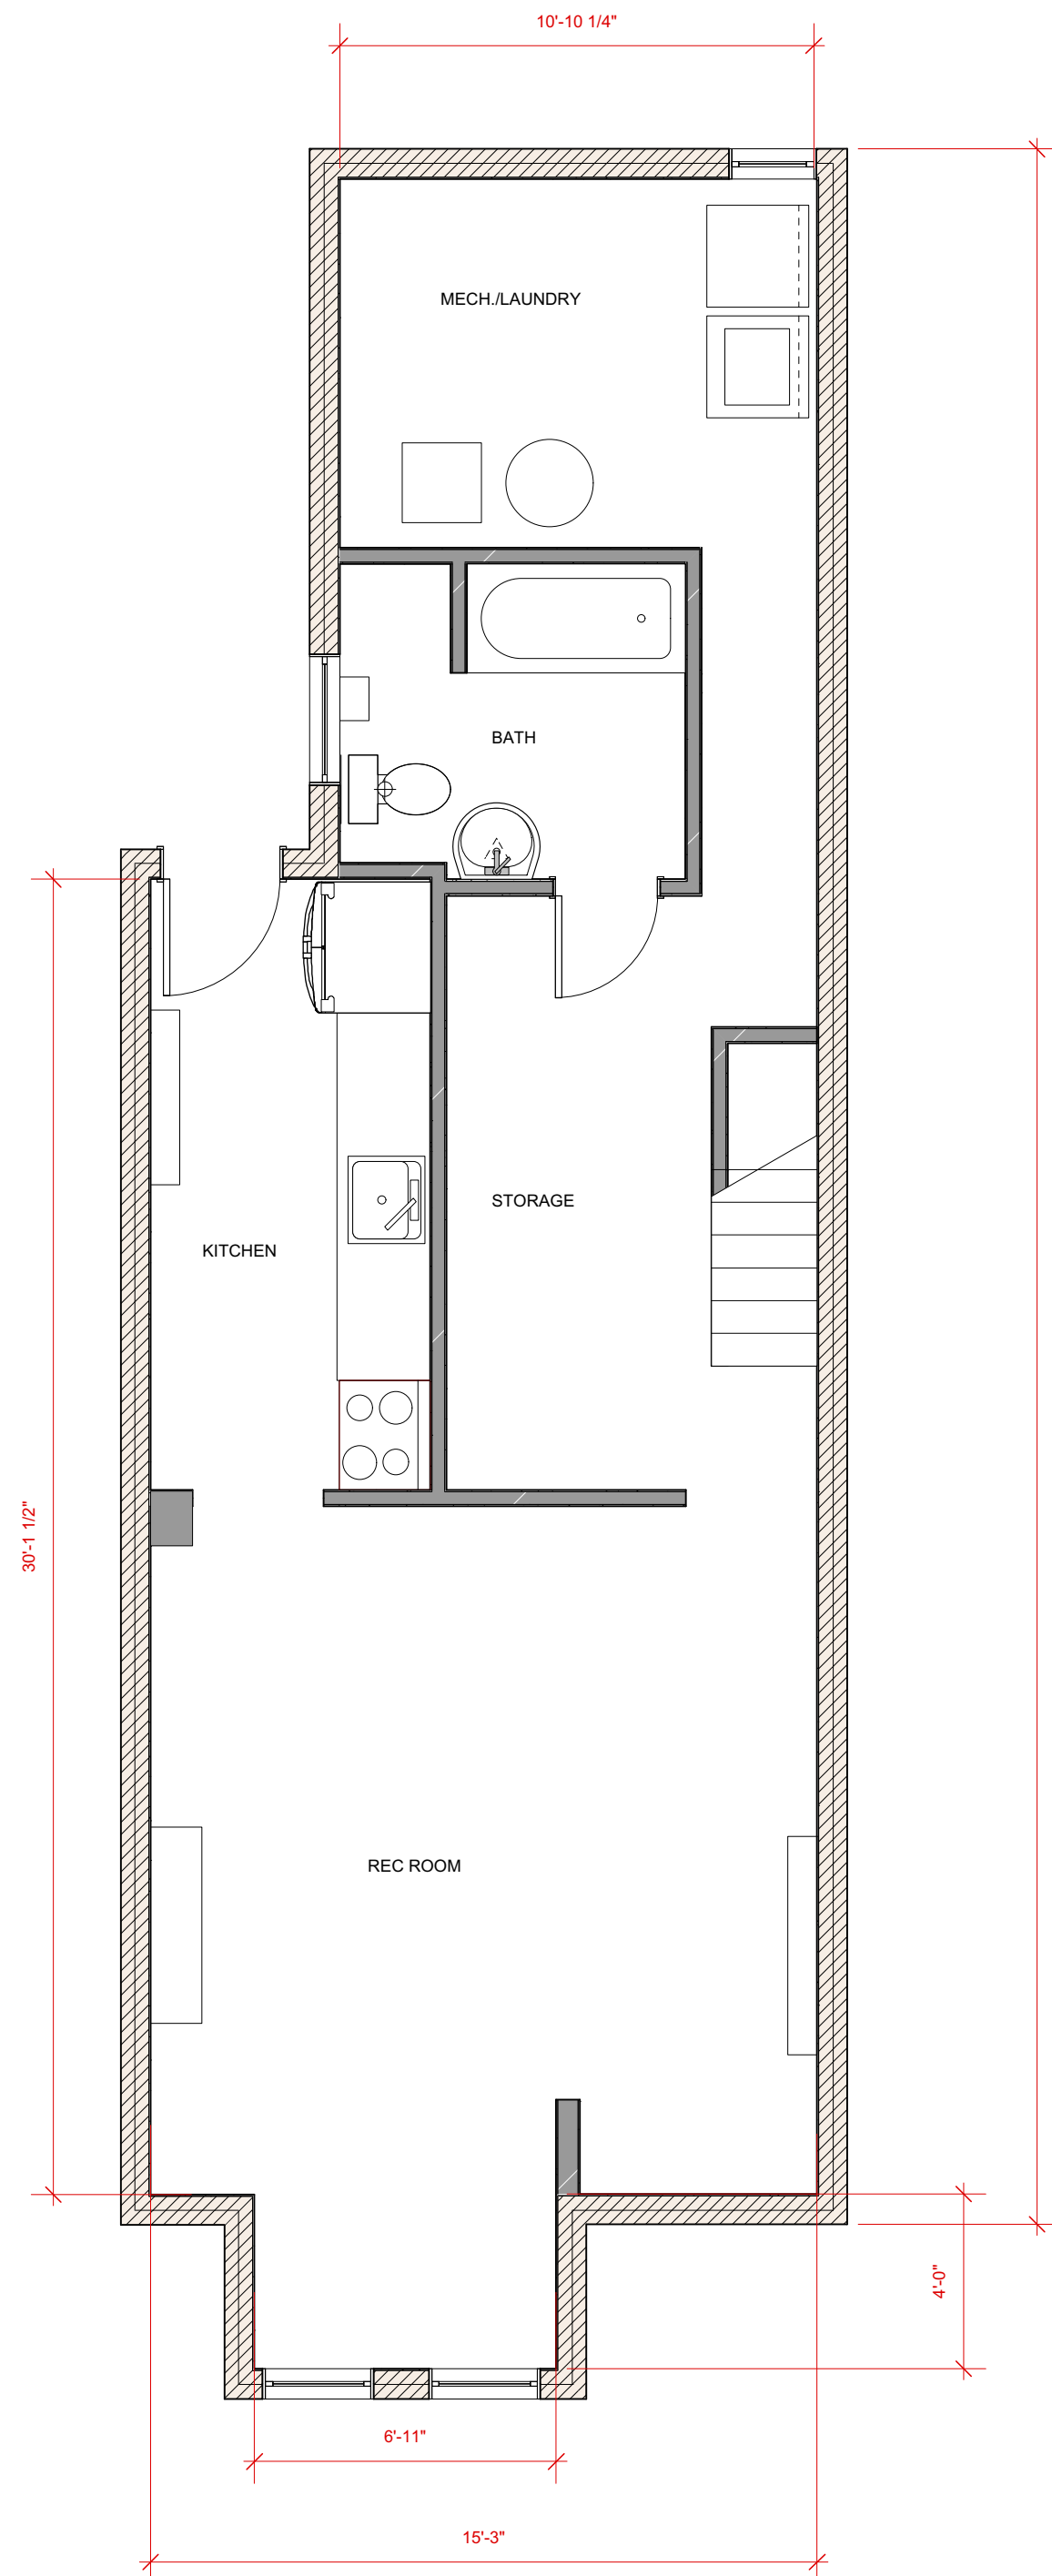 10'-10 1/4"
MECH./LAUNDRY
BATH
STORAGE
KITCHEN
30'-1 1/2"
REC ROOM
4'-0"
6'-11"
15'-3"